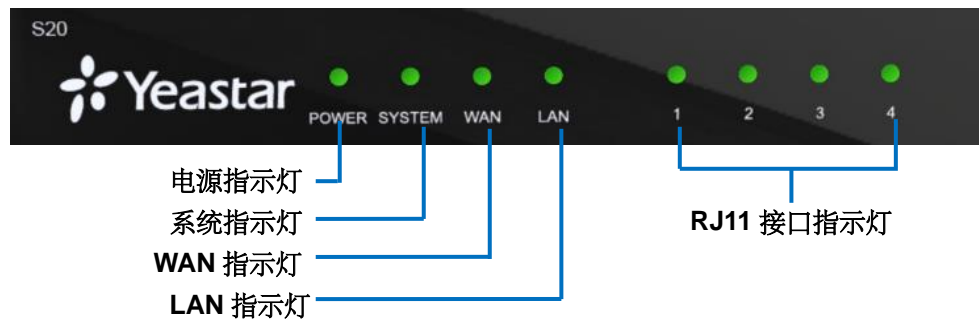 S20
Yeastar
POWER SYSTEM WAN LAN 1 2 3 4
电源指示灯
系统指示灯
RJ11 接口指示灯
WAN 指示灯
LAN 指示灯